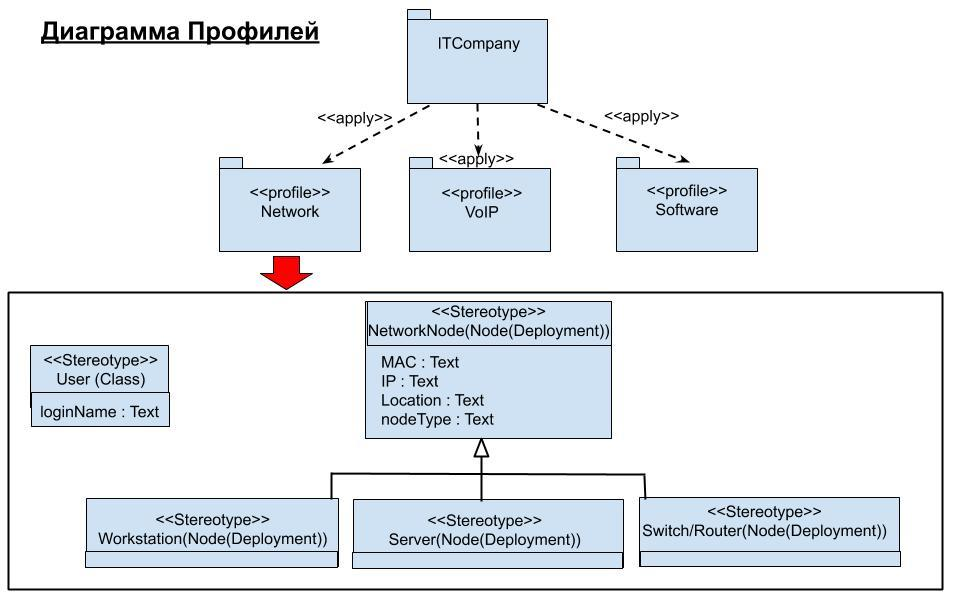 Диаграмма Профилей
ITCompany
<<apply>>
<<apply>>
<<apply>>
<<profile>>
Network
<<profile>>
VoIP
<<profile>>
Software
<<Stereotype>>
NetworkNode(Node(Deployment))
MAC : Text
IP : Text
Location : Text
nodeType : Text
<<Stereotype>>
User (Class)
loginName : Text
<<Stereotype>>
Workstation(Node(Deployment))
<<Stereotype>>
Server(Node(Deployment))
<<Stereotype>>
Switch/Router(Node(Deployment))